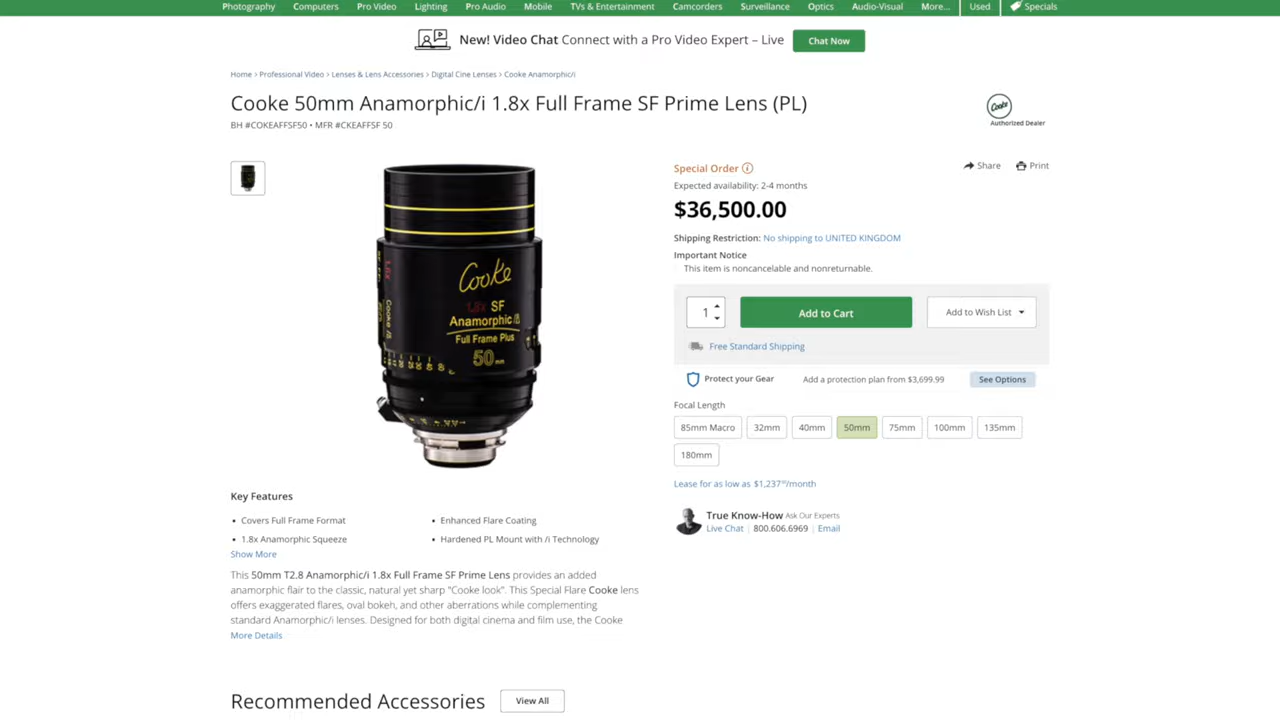 Photography Computers Pro Video Lighting Pro Audio Mobile TVs & Entertainment Camcorders Surveillance Optics Audio-Visual More... Used Specials
New! Video Chat Connect with a Pro Video Expert – Live Chat Now
Home > Professional Video > Lenses & Lens Accessories > Digital Cine Lenses > Cooke Anamorphic/i
Cooke 50mm Anamorphic/i 1.8x Full Frame SF Prime Lens (PL)
BH #COKEAFFSF50 • MFR #CKEAFFSF 50
Cooke
Authorized Dealer
Cooke
1.8x SF
Anamorphic/i
Full Frame Plus
50mm
Special Order
Share Print
Expected availability: 2-4 months
$36,500.00
Shipping Restriction: No shipping to UNITED KINGDOM
Important Notice
This item is noncancelable and nonreturnable.
1 Add to Cart Add to Wish List
Free Standard Shipping
Protect your Gear Add a protection plan from $3,699.99 See Options
Focal Length
85mm Macro 32mm 40mm 50mm 75mm 100mm 135mm
180mm
Lease for as low as $1,237/month
True Know-How Ask Our Experts
Live Chat | 800.606.6969 | Email
Key Features
• Covers Full Frame Format
• Enhanced Flare Coating
• 1.8x Anamorphic Squeeze
• Hardened PL Mount with /i Technology
Show More
This 50mm T2.8 Anamorphic/i 1.8x Full Frame SF Prime Lens provides an added
anamorphic flair to the classic, natural yet sharp "Cooke look". This Special Flare Cooke lens
offers exaggerated flares, oval bokeh, and other aberrations while complementing
standard Anamorphic/i lenses. Designed for both digital cinema and film use, the Cooke
More Details
Recommended Accessories View All